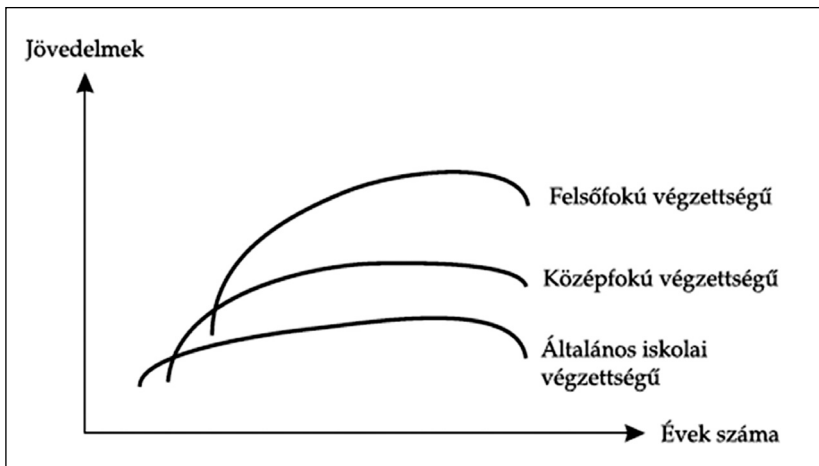 Jövedelmek
Felsőfokú végzettségű
Középfokú végzettségű
Általános iskolai
végzettségű
Évek száma